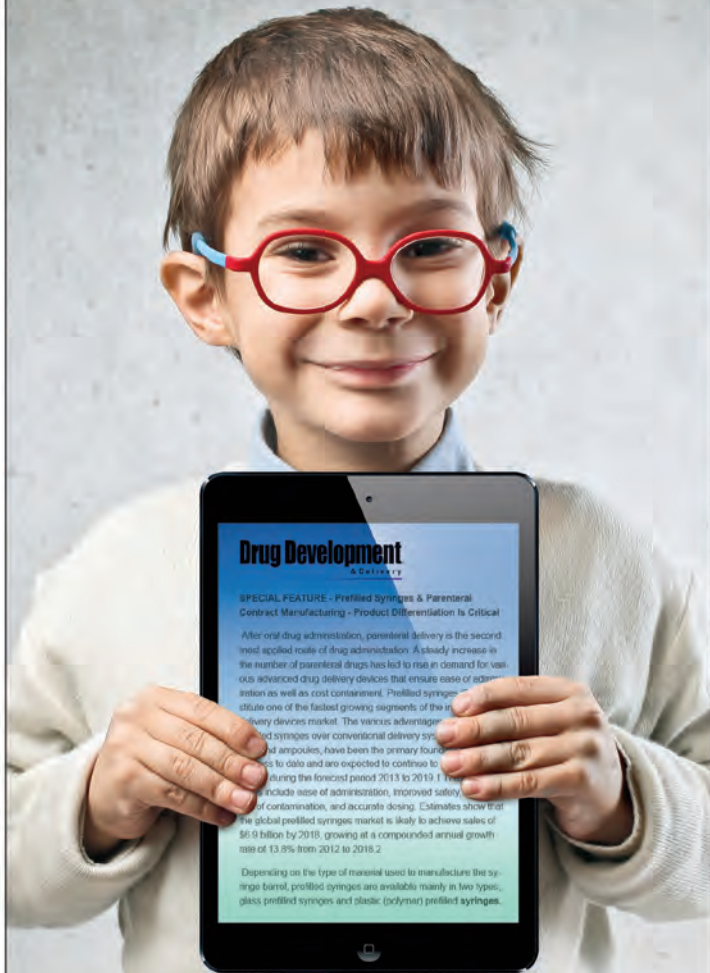 Drug Development
& Delivery
SPECIAL FEATURE - Prefilled Syringes & Parenteral
Contract Manufacturing - Product Differentiation Is Critical
After oral drug administration, parenteral delivery is the second
most applied route of drug administration. A steady increase in
the number of parenteral drugs has led to rise in demand for vari-
ous advanced drug delivery devices that ensure ease of admin-
istration as well as cost containment. Prefilled syringes
stitute one of the fastest growing segments of the
delivery devices market. The various advantages
syringes over conventional delivery
nd ampoules, have been the primary
to date and are expected to continue to
during the forecast period 2013 to 2019.1
include ease of administration, improved safety,
of contamination, and accurate dosing. Estimates show that
the global prefilled syringes market is likely to achieve sales of
$6.9 billion by 2018, growing at a compounded annual growth
rate of 13.8% from 2012 to 2018.2
Depending on the type of material used to manufacture the sy-
ringe barrel, prefilled syringes are available mainly in two types,
glass prefilled syringes and plastic (polymer) prefilled syringes.